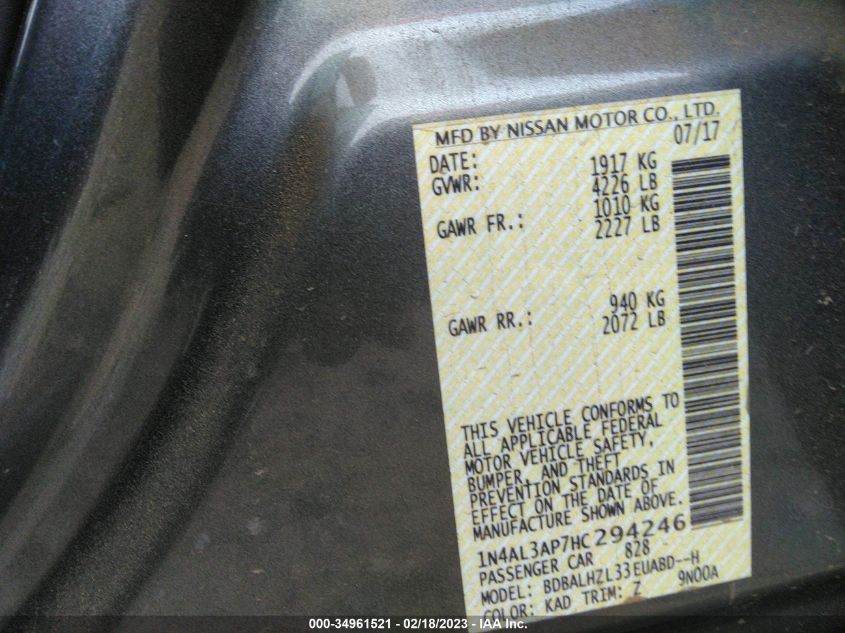 MFD BY NISSAN MOTOR CO., LTD.
DATE: 07/17
GVWR: 1917 KG
4226 LB
GAWR FR.: 1010 KG
2227 LB
GAWR RR.: 940 KG
2072 LB
THIS VEHICLE CONFORMS TO
ALL APPLICABLE FEDERAL
MOTOR VEHICLE SAFETY,
BUMPER, AND THEFT
PREVENTION STANDARDS IN
EFFECT ON THE DATE OF
MANUFACTURE SHOWN ABOVE.
1N4AL3AP7HC294246
PASSENGER CAR 828
MODEL: BDBALHZL33EUABD--H
COLOR: KAD TRIM: Z 9N00A
000-34961521 / 02/18/2023 - IAA Inc.